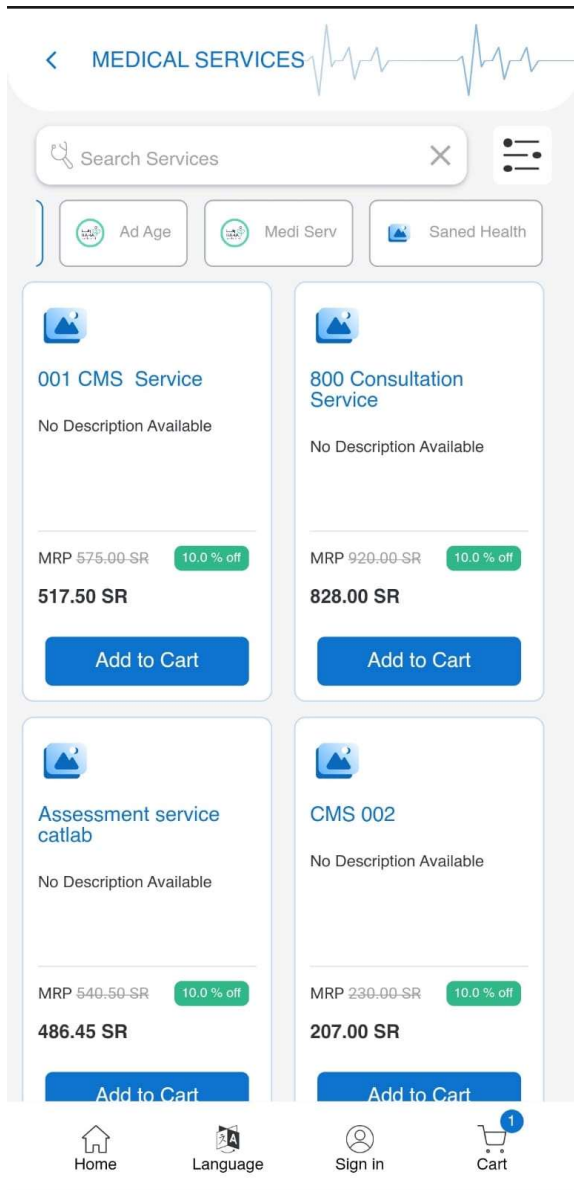 MEDICAL SERVICES
Search Services
Ad Age
Medi Serv
Saned Health
001 CMS  Service
No Description Available
MRP 575.00 SR
10.0 % off
517.50 SR
Add to Cart
800 Consultation
Service
No Description Available
MRP 920.00 SR
10.0 % off
828.00 SR
Add to Cart
Assessment service
catlab
No Description Available
MRP 540.50 SR
10.0 % off
486.45 SR
Add to Cart
CMS 002
No Description Available
MRP 230.00 SR
10.0 % off
207.00 SR
Add to Cart
Home
Language
Sign in
1
Cart